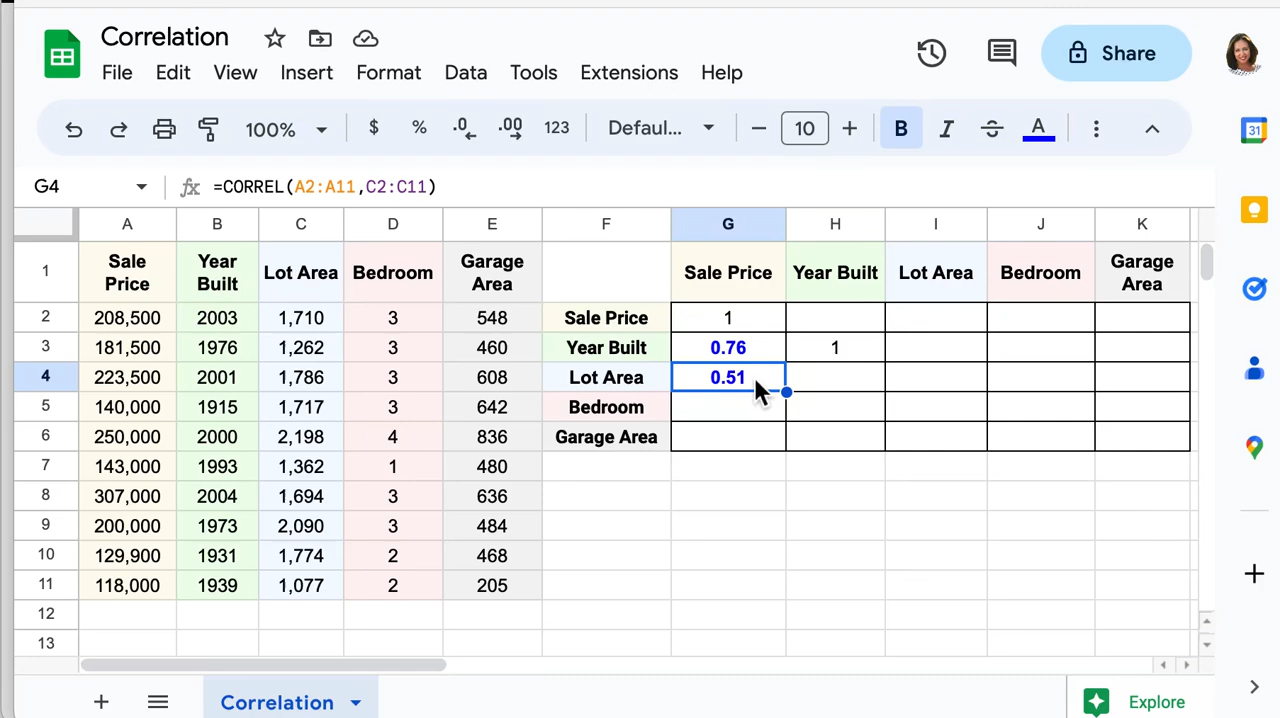 Correlation
File Edit View Insert Format Data Tools Extensions Help
Share
100% $ % .0 .00 123 Defaul... − 10 + B I S A
31
G4 fx =CORREL(A2:A11,C2:C11)
A B C D E F G H I J K
1 Sale Price Year Built Lot Area Bedroom Garage Area Sale Price Year Built Lot Area Bedroom Garage Area
2 208,500 2003 1,710 3 548 Sale Price 1
3 181,500 1976 1,262 3 460 Year Built 0.76 1
4 223,500 2001 1,786 3 608 Lot Area 0.51
5 140,000 1915 1,717 3 642 Bedroom
6 250,000 2000 2,198 4 836 Garage Area
7 143,000 1993 1,362 1 480
8 307,000 2004 1,694 3 636
9 200,000 1973 2,090 3 484
10 129,900 1931 1,774 2 468
11 118,000 1939 1,077 2 205
12
13
Correlation
Explore